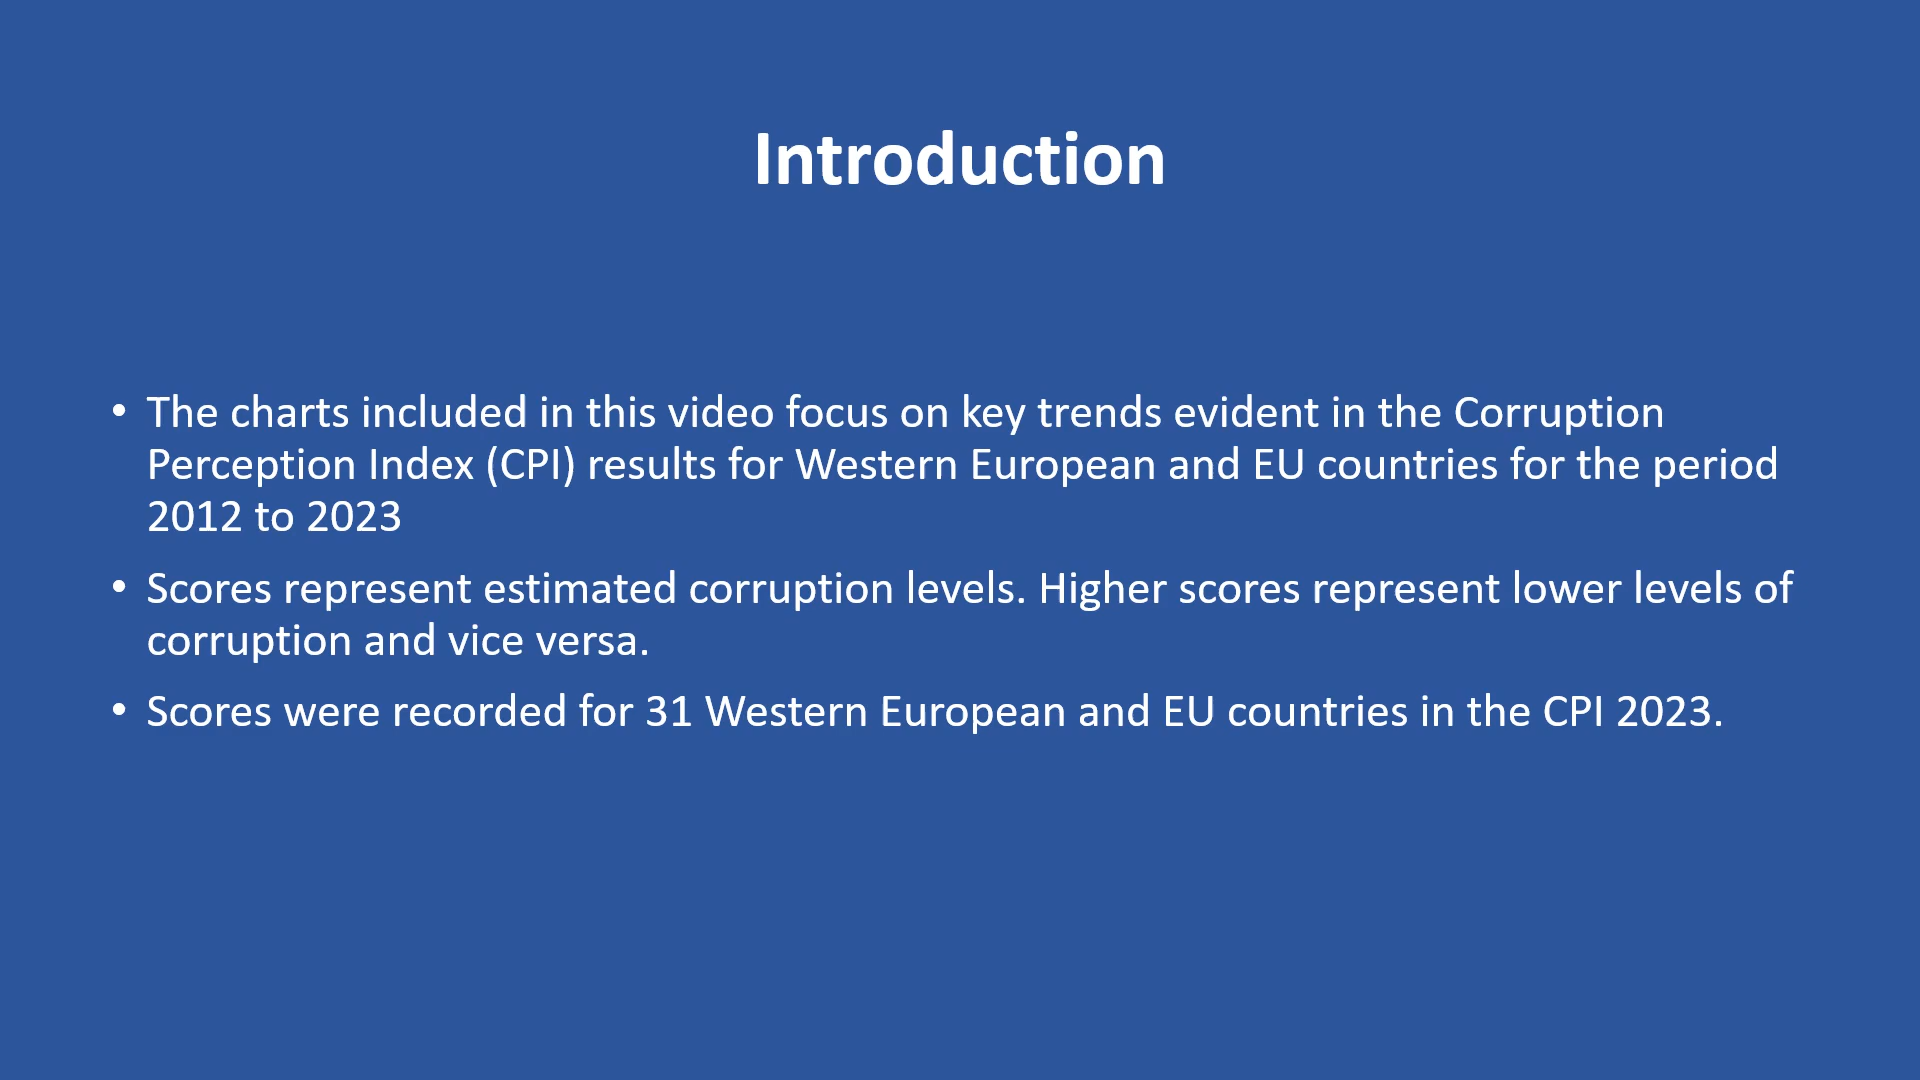 Introduction
• The charts included in this video focus on key trends evident in the Corruption
Perception Index (CPI) results for Western European and EU countries for the period
2012 to 2023
• Scores represent estimated corruption levels. Higher scores represent lower levels of
corruption and vice versa.
• Scores were recorded for 31 Western European and EU countries in the CPI 2023.